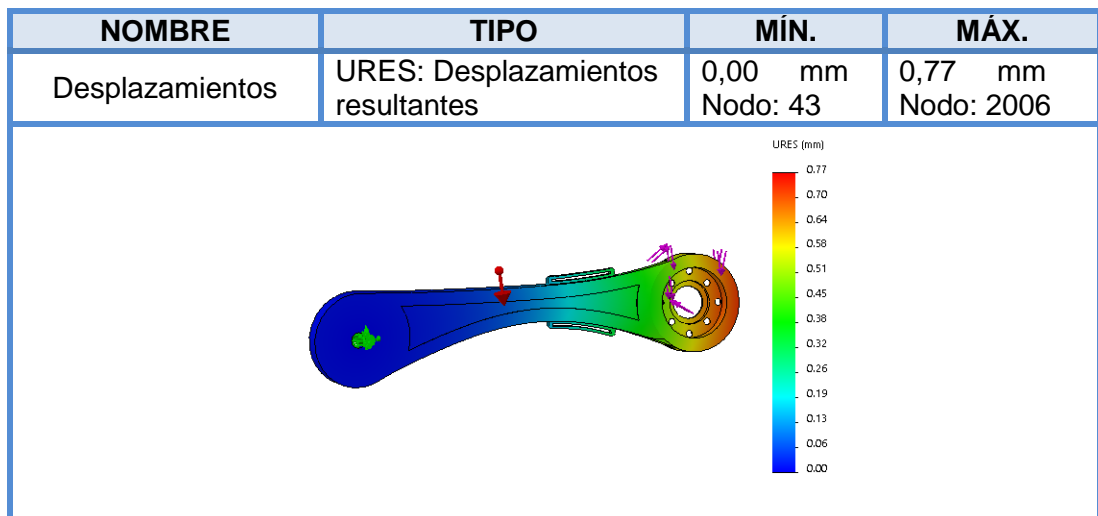 NOMBRE TIPO MÍN. MÁX.
Desplazamientos
URES: Desplazamientos
resultantes
0,00 mm
Nodo: 43
0,77 mm
Nodo: 2006
URES (mm)
0.77
0.70
0.64
0.58
0.51
0.45
0.38
0.32
0.26
0.19
0.13
0.06
0.00